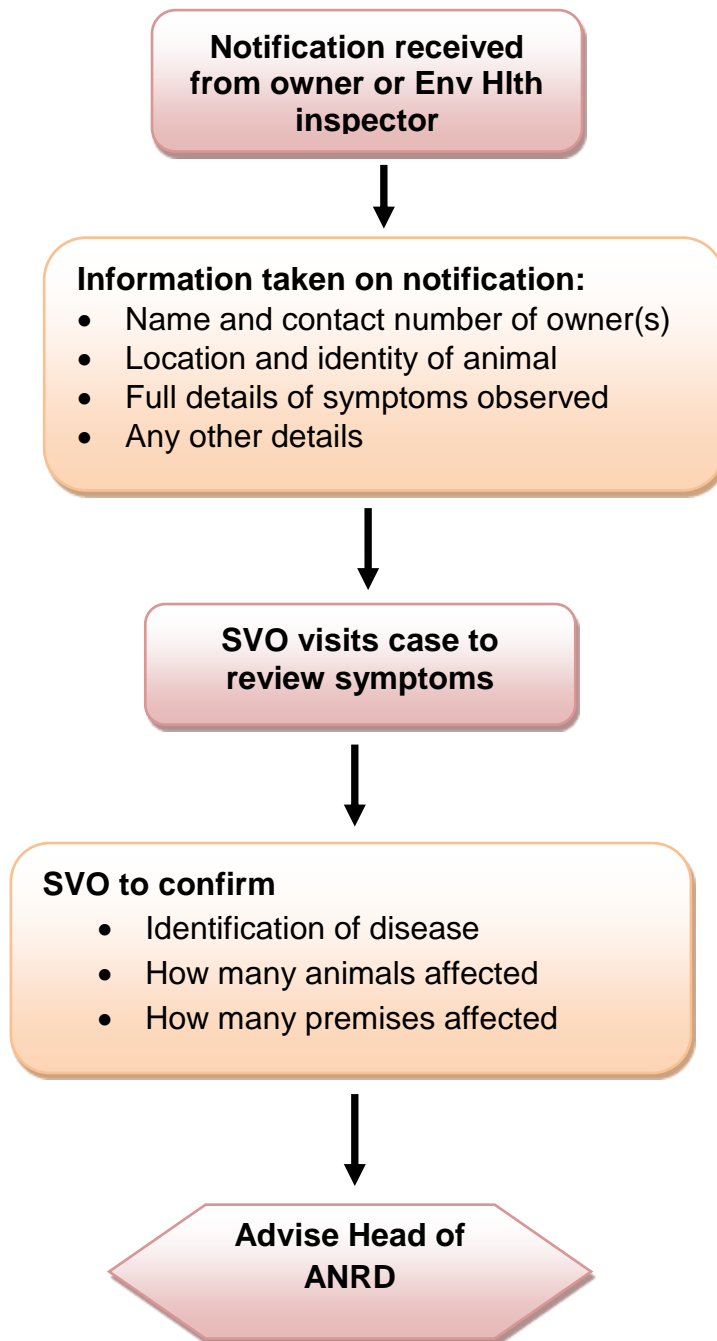 Notification received
from owner or Env Hlth
inspector
Information taken on notification:
• Name and contact number of owner(s)
• Location and identity of animal
• Full details of symptoms observed
• Any other details
SVO visits case to
review symptoms
SVO to confirm
• Identification of disease
• How many animals affected
• How many premises affected
Advise Head of
ANRD